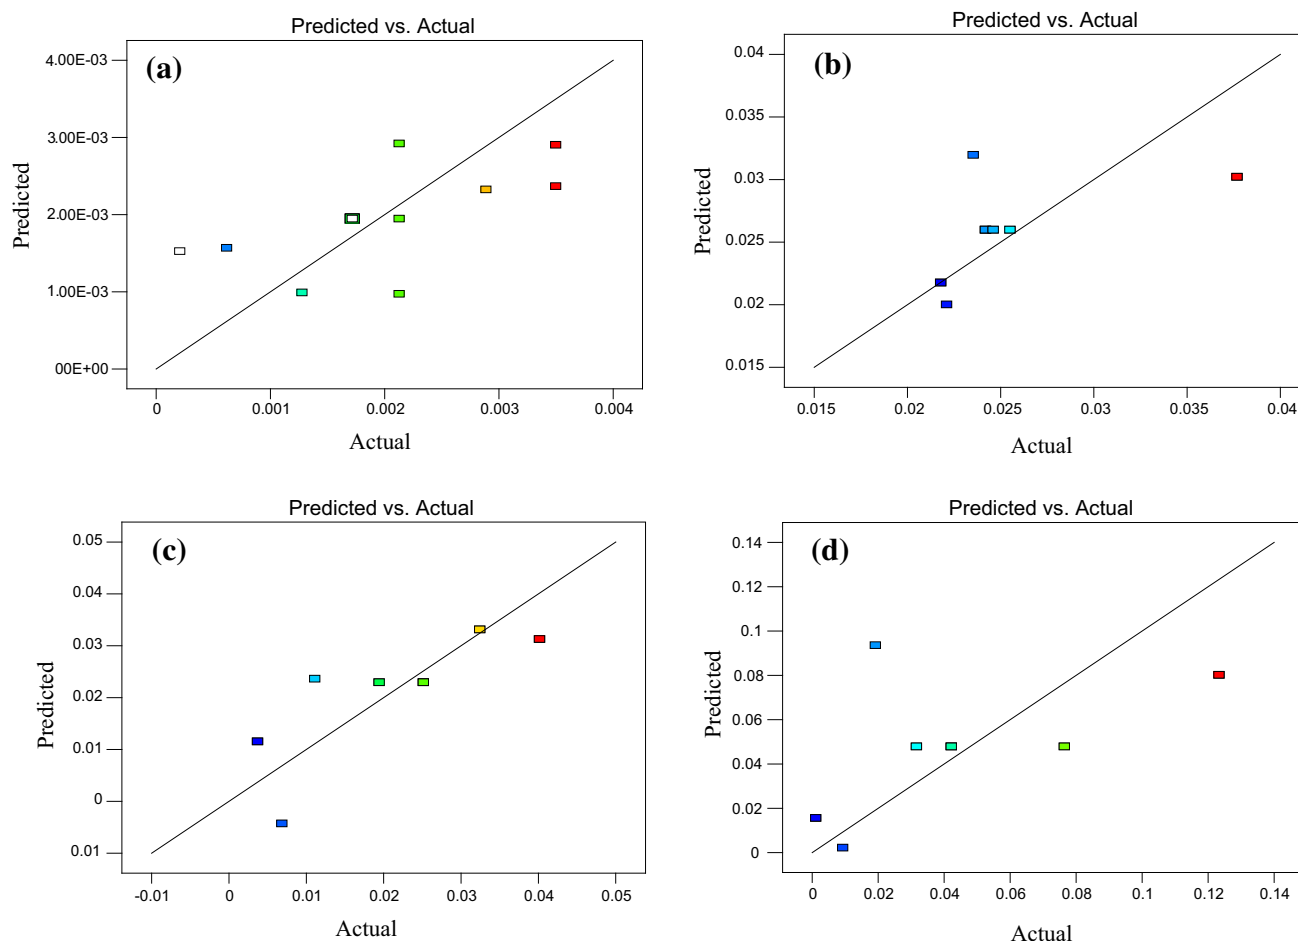 Predicted vs. Actual
(a)
4.00E-03
3.00E-03
2.00E-03
1.00E-03
00E+00
Predicted
0 0.001 0.002 0.003 0.004
Actual
Predicted vs. Actual
(b)
0.04
0.035
0.03
0.025
0.02
0.015
Predicted
0.015 0.02 0.025 0.03 0.035 0.04
Actual
Predicted vs. Actual
(c)
0.05
0.04
0.03
0.02
0.01
0
0.01
Predicted
-0.01 0 0.01 0.02 0.03 0.04 0.05
Actual
Predicted vs. Actual
(d)
0.14
0.12
0.1
0.08
0.06
0.04
0.02
0
Predicted
0 0.02 0.04 0.06 0.08 0.1 0.12 0.14
Actual